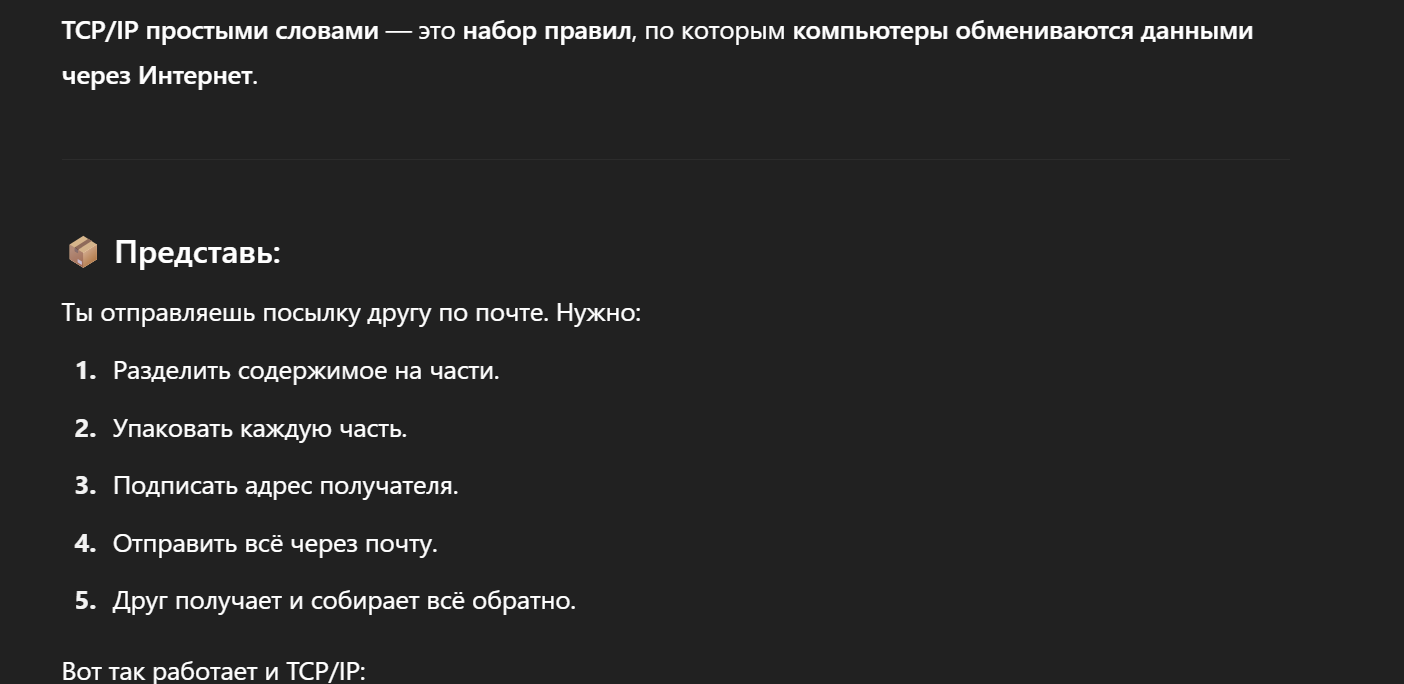 TCP/IP простыми словами — это набор правил, по которым компьютеры обмениваются данными
через Интернет.
Представь:
Ты отправляешь посылку другу по почте. Нужно:
1. Разделить содержимое на части.
2. Упаковать каждую часть.
3. Подписать адрес получателя.
4. Отправить всё через почту.
5. Друг получает и собирает всё обратно.
Вот так работает и TCP/IP: